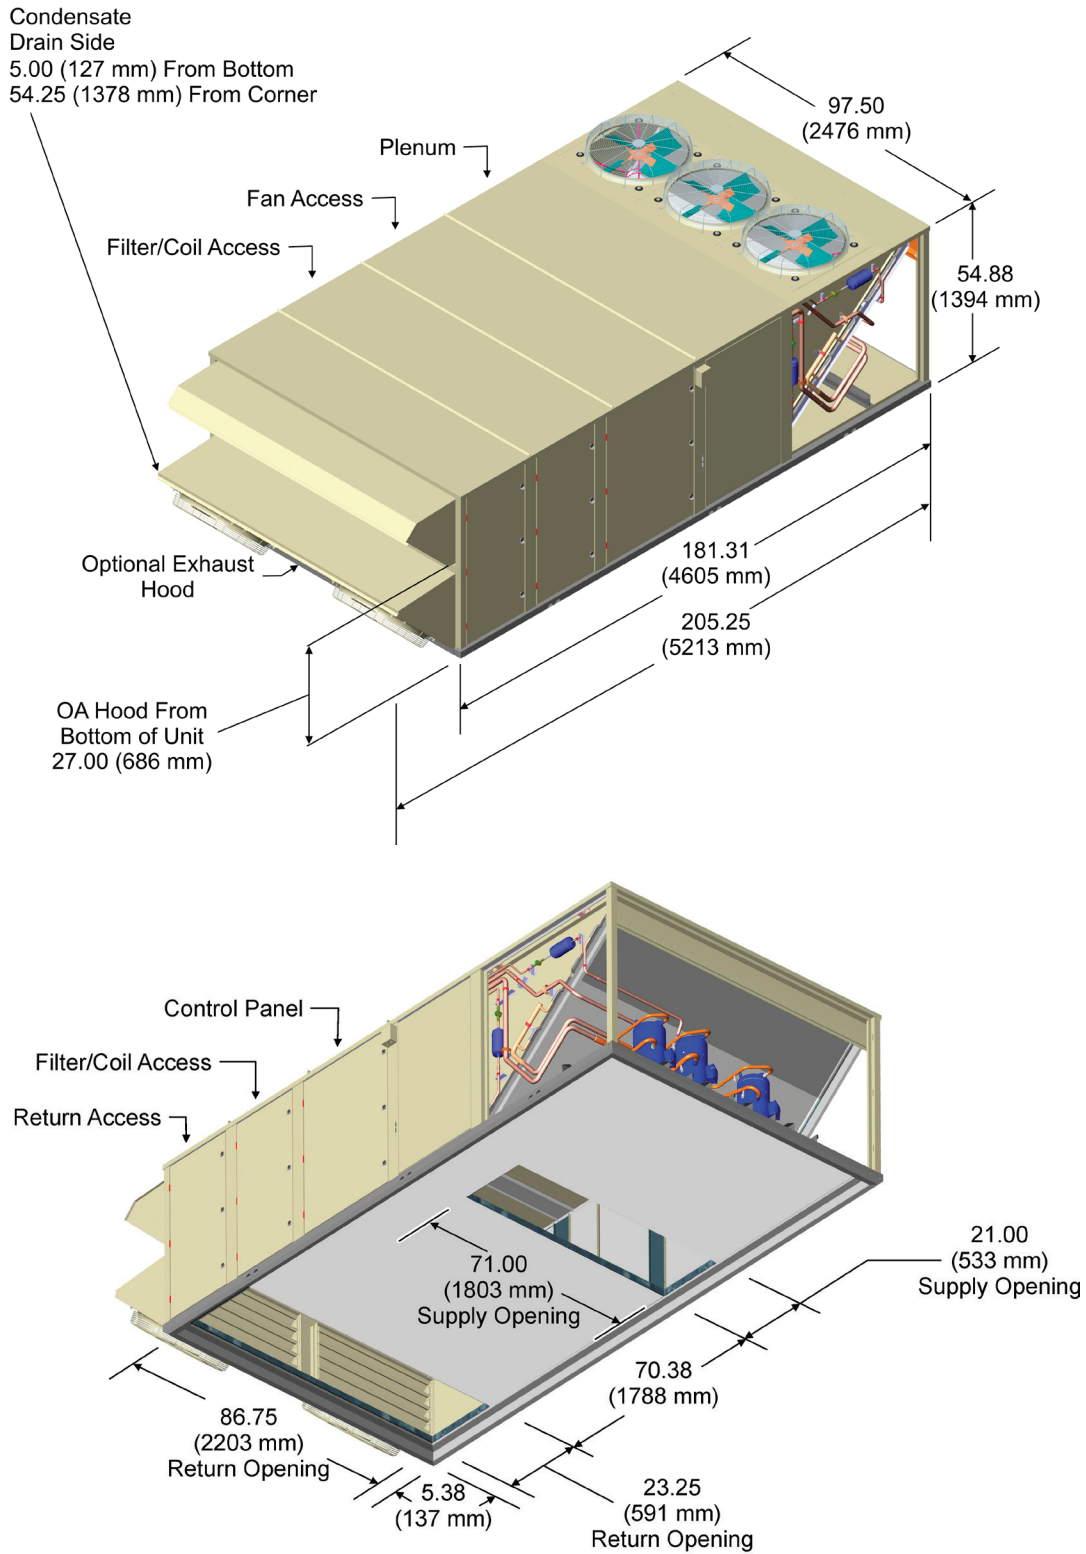 Condensate
Drain Side
5.00 (127 mm) From Bottom
54.25 (1378 mm) From Corner
97.50
(2476 mm)
Plenum
Fan Access
Filter/Coil Access
54.88
(1394 mm)
181.31
(4605 mm)
Optional Exhaust
Hood
205.25
(5213 mm)
OA Hood From
Bottom of Unit
27.00 (686 mm)
Control Panel
Filter/Coil Access
Return Access
71.00
(1803 mm)
Supply Opening
21.00
(533 mm)
Supply Opening
70.38
(1788 mm)
86.75
(2203 mm)
Return Opening
5.38
(137 mm)
23.25
(591 mm)
Return Opening